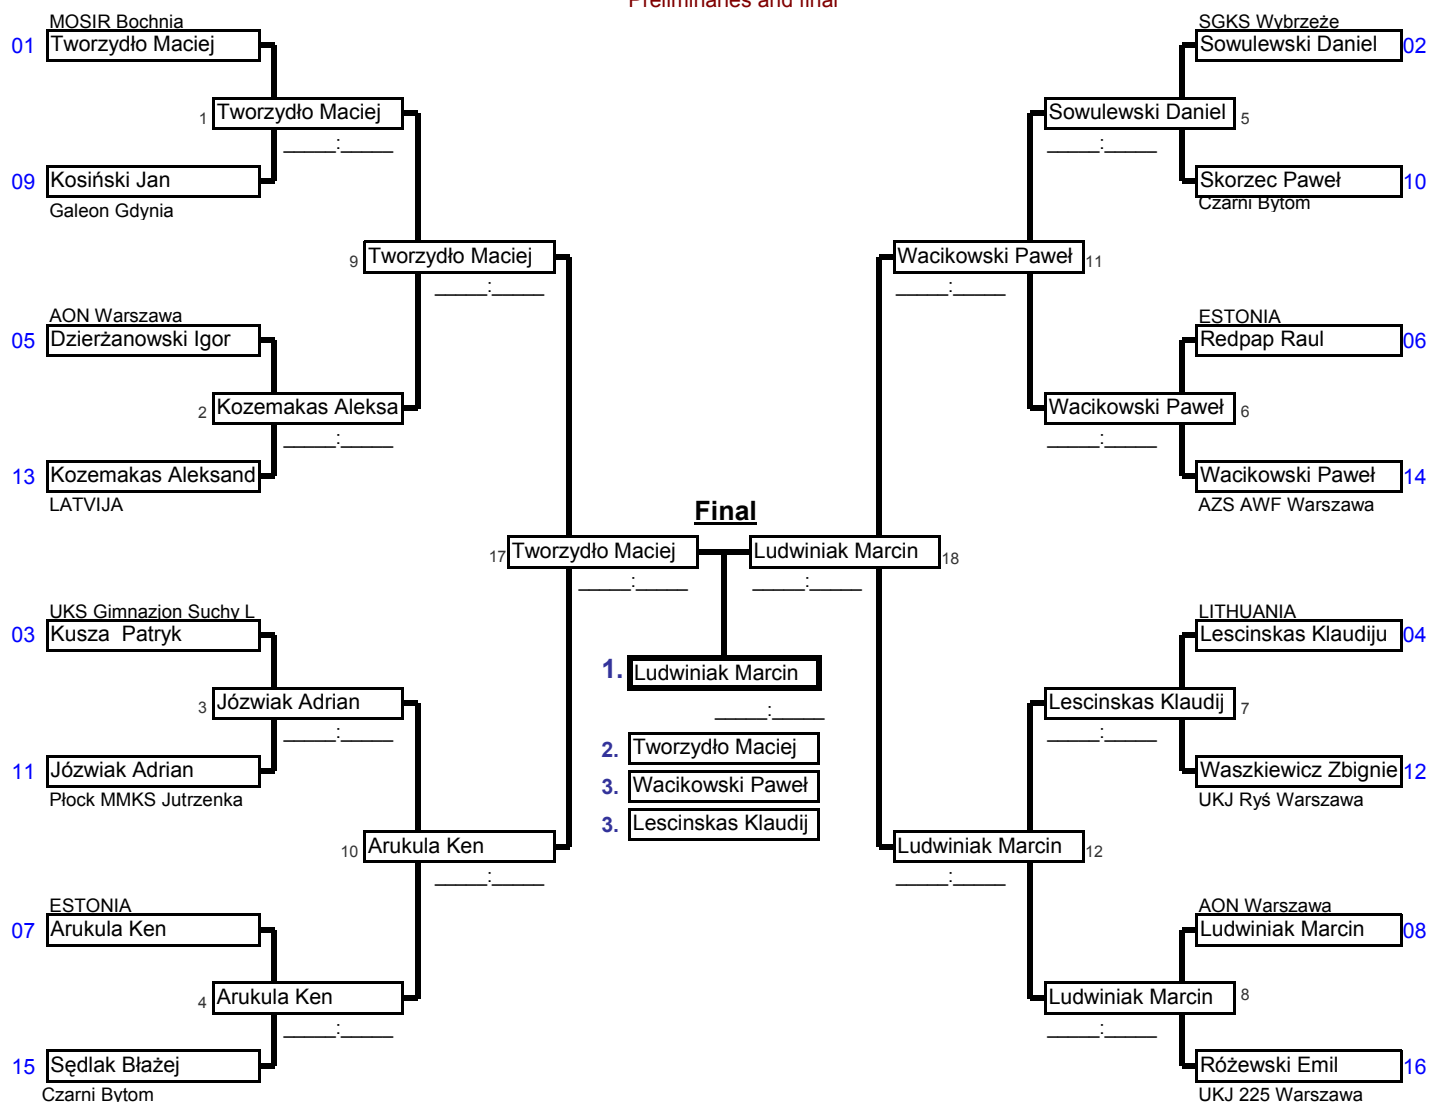 Preliminaries and final
MOSIR Bochnia
01 Tworzydło Maciej
1 Tworzydło Maciej
_____:_____
09 Kosiński Jan
Galeon Gdynia
9 Tworzydło Maciej
_____:_____
AON Warszawa
05 Dzierżanowski Igor
2 Kozemakas Aleksa
_____:_____
13 Kozemakas Aleksand
LATVIJA
17 Tworzydło Maciej
_____:_____
UKS Gimnazjon Suchy L
03 Kusza  Patryk
3 Józwiak Adrian
_____:_____
11 Józwiak Adrian
Płock MMKS Jutrzenka
10 Arukula Ken
_____:_____
ESTONIA
07 Arukula Ken
4 Arukula Ken
_____:_____
15 Sędlak Błażej
Czarni Bytom
Final
1. Ludwiniak Marcin
_____:_____
2. Tworzydło Maciej
3. Wacikowski Paweł
3. Lescinskas Klaudij
SGKS Wybrzeże
Sowulewski Daniel 02
Sowulewski Daniel 5
_____:_____
Skorzec Paweł 10
Czarni Bytom
Wacikowski Paweł 11
_____:_____
ESTONIA
Redpap Raul 06
Wacikowski Paweł 6
_____:_____
Wacikowski Paweł 14
AZS AWF Warszawa
Ludwiniak Marcin 18
_____:_____
LITHUANIA
Lescinskas Klaudiju 04
Lescinskas Klaudij 7
_____:_____
Waszkiewicz Zbignie 12
UKJ Ryś Warszawa
Ludwiniak Marcin 12
_____:_____
AON Warszawa
Ludwiniak Marcin 08
Ludwiniak Marcin 8
_____:_____
Różewski Emil 16
UKJ 225 Warszawa